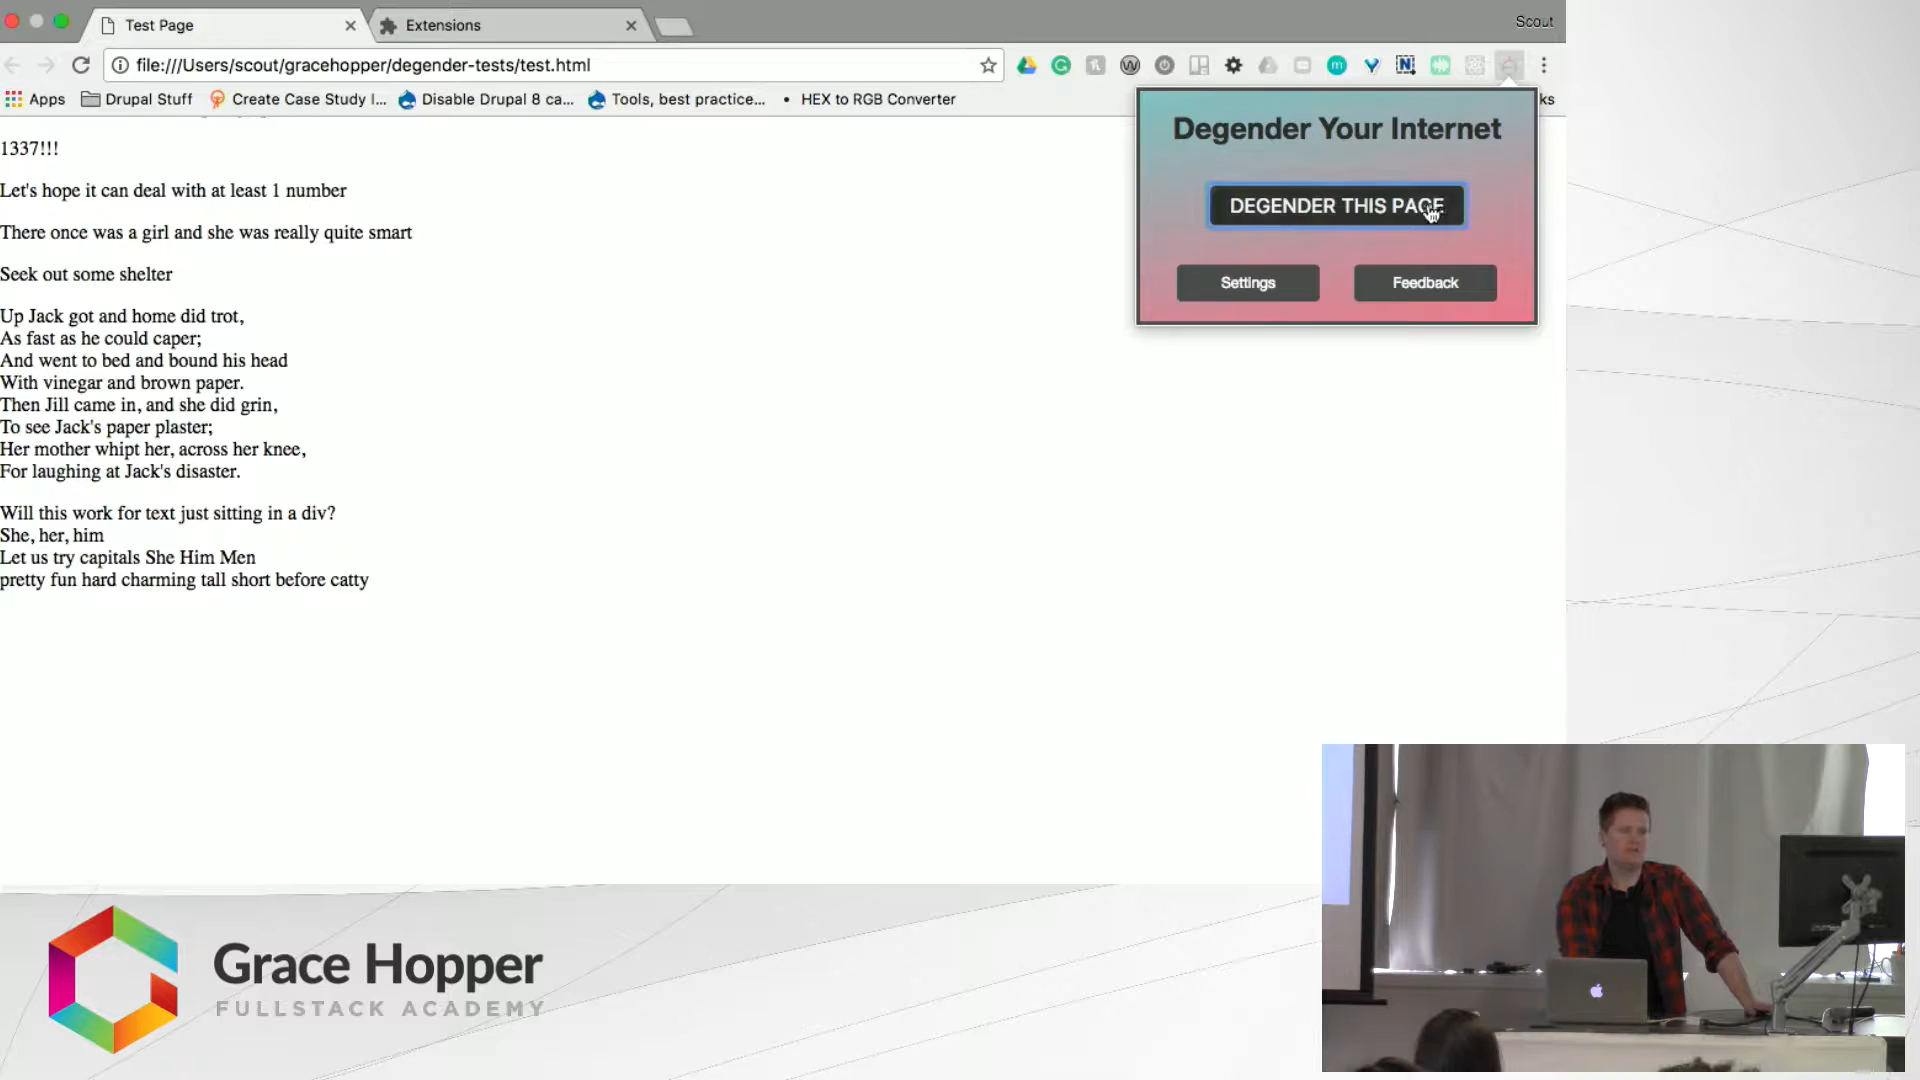 Test Page
Extensions
Scout
file:///Users/scout/gracehopper/degender-tests/test.html
Apps
Drupal Stuff
Create Case Study I...
Disable Drupal 8 ca...
Tools, best practice...
HEX to RGB Converter
ks
Degender Your Internet
DEGENDER THIS PAGE
Settings
Feedback
1337!!!
Let's hope it can deal with at least 1 number
There once was a girl and she was really quite smart
Seek out some shelter
Up Jack got and home did trot,
As fast as he could caper;
And went to bed and bound his head
With vinegar and brown paper.
Then Jill came in, and she did grin,
To see Jack's paper plaster;
Her mother whipt her, across her knee,
For laughing at Jack's disaster.
Will this work for text just sitting in a div?
She, her, him
Let us try capitals She Him Men
pretty fun hard charming tall short before catty
Grace Hopper
FULLSTACK ACADEMY